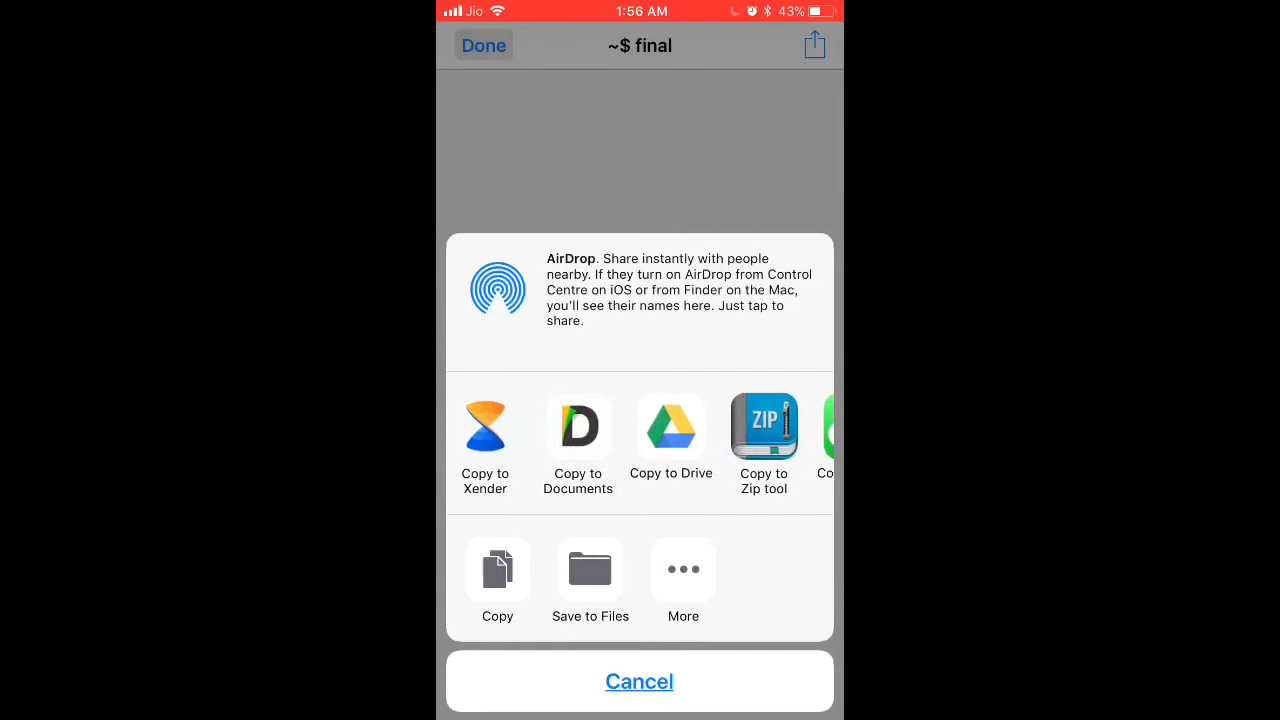 Jio 1:56 AM 43%
Done ~$ final
AirDrop. Share instantly with people
nearby. If they turn on AirDrop from Control
Centre on iOS or from Finder on the Mac,
you'll see their names here. Just tap to
share.
D ZIP
Copy to Xender
Copy to Documents
Copy to Drive
Copy to Zip tool
Co
Copy Save to Files More
Cancel